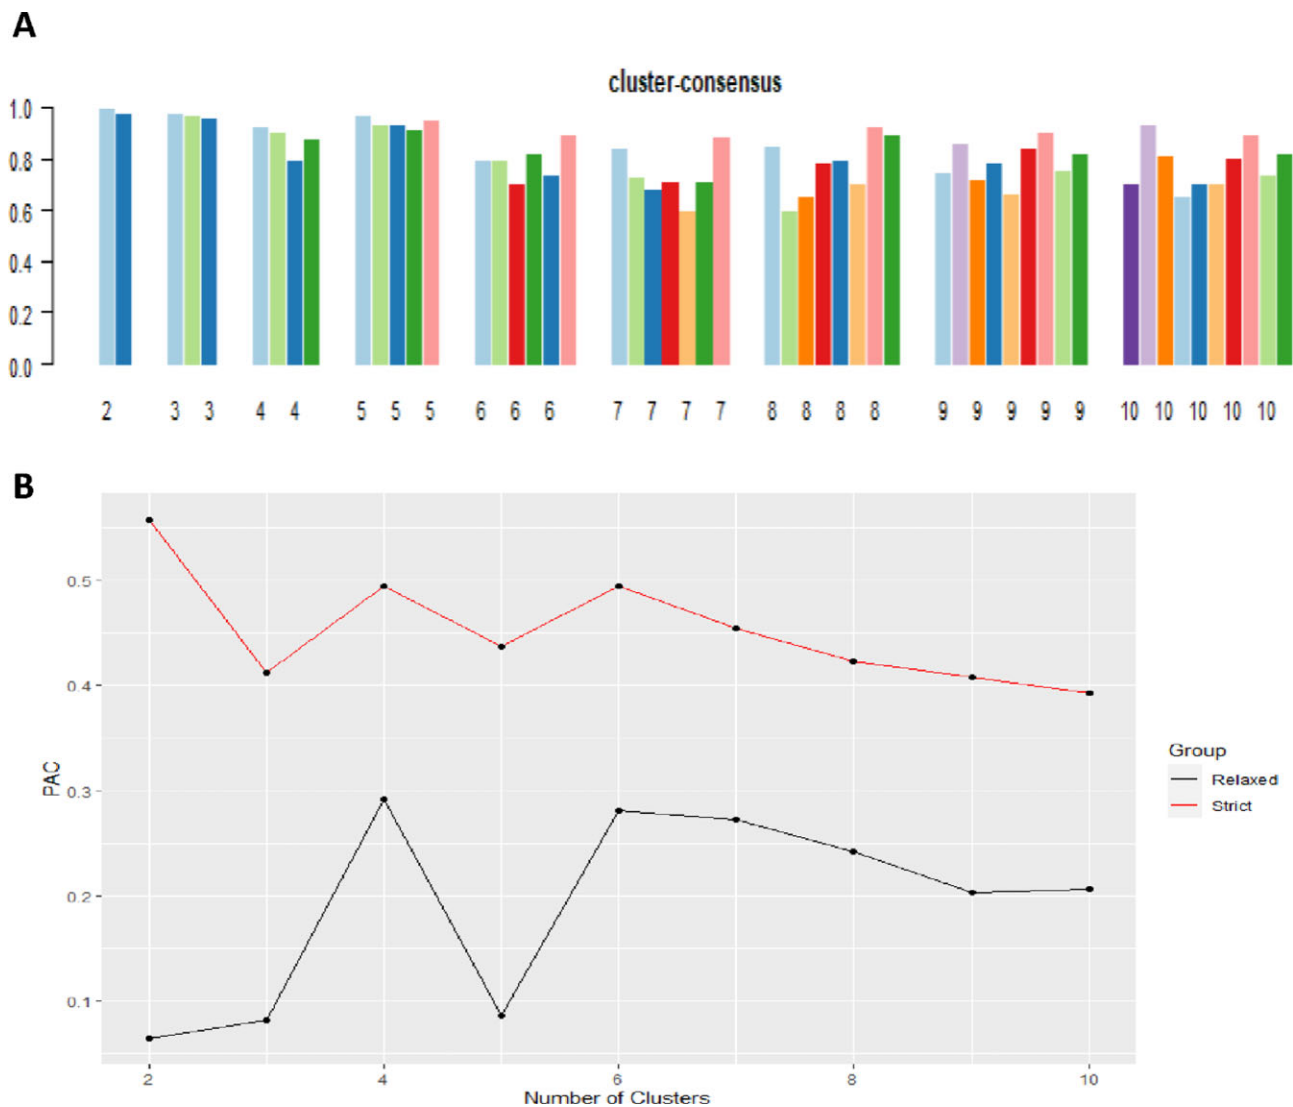 A
cluster-consensus
1.0
0.8
0.6
0.4
0.2
0.0
2 3 3 4 4 5 5 5 6 6 6 7 7 7 7 8 8 8 8 9 9 9 9 9 10 10 10 10 10
B
0.5
0.4
0.3
0.2
0.1
PAC
2 4 6 8 10
Number of Clusters
Group
Relaxed
Strict